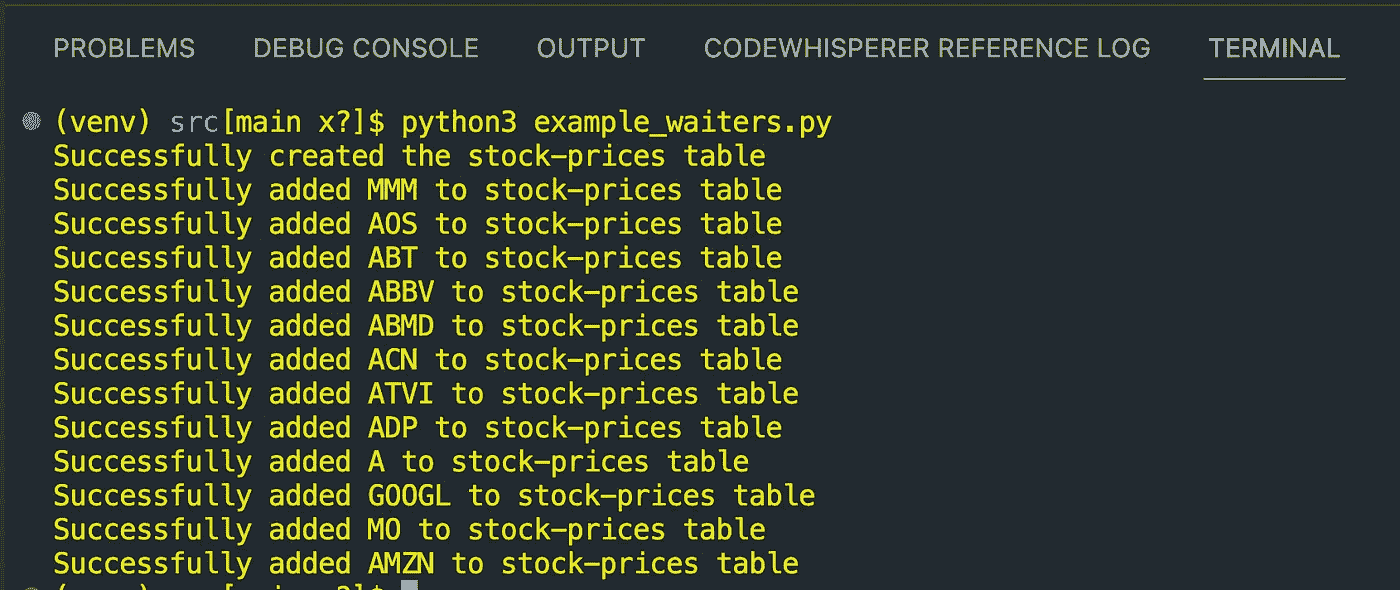 PROBLEMS DEBUG CONSOLE OUTPUT CODEWHISPERER REFERENCE LOG TERMINAL
(venv) src[main x?]$ python3 example_waiters.py
Successfully created the stock-prices table
Successfully added MMM to stock-prices table
Successfully added AOS to stock-prices table
Successfully added ABT to stock-prices table
Successfully added ABBV to stock-prices table
Successfully added ABMD to stock-prices table
Successfully added ACN to stock-prices table
Successfully added ATVI to stock-prices table
Successfully added ADP to stock-prices table
Successfully added A to stock-prices table
Successfully added GOOGL to stock-prices table
Successfully added MO to stock-prices table
Successfully added AMZN to stock-prices table